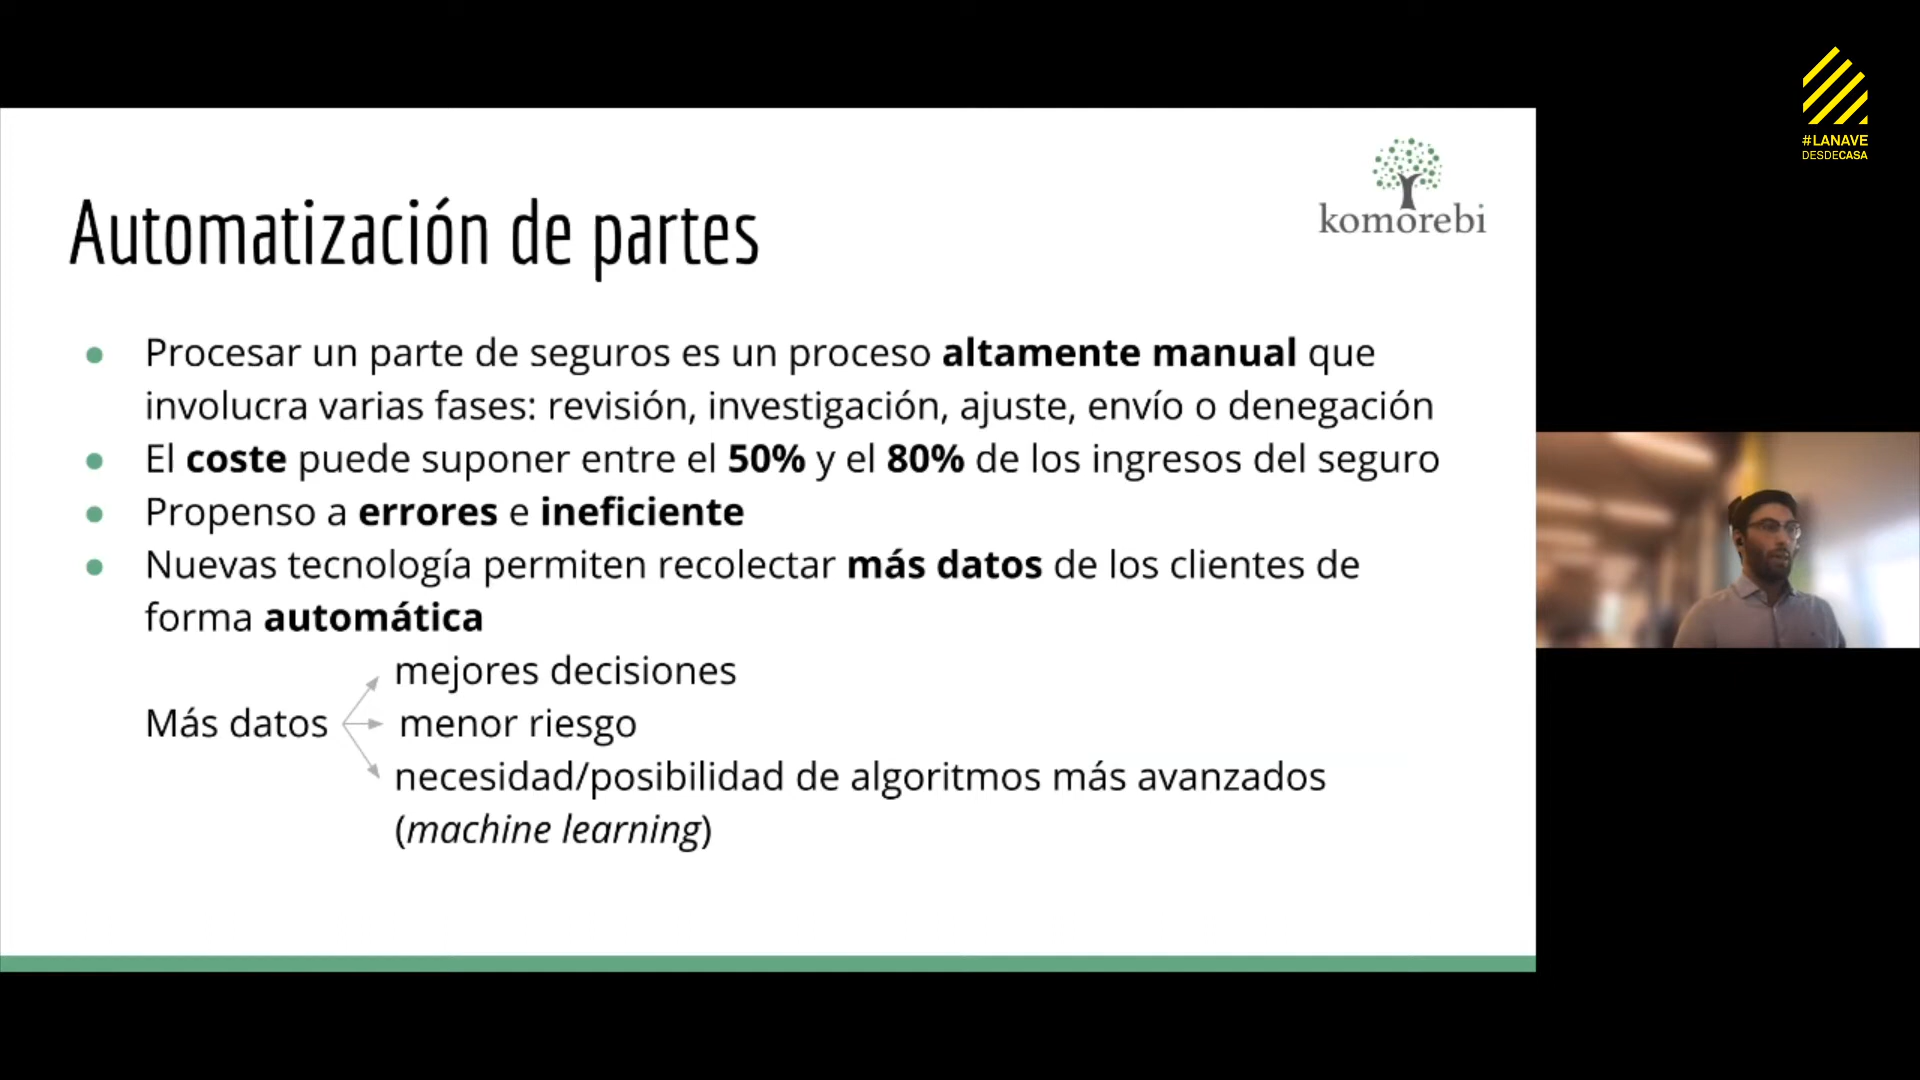 #LANAVE
DESDECASA
komorebi
Automatización de partes
Procesar un parte de seguros es un proceso altamente manual que
involucra varias fases: revisión, investigación, ajuste, envío o denegación
El coste puede suponer entre el 50% y el 80% de los ingresos del seguro
Propenso a errores e ineficiente
Nuevas tecnología permiten recolectar más datos de los clientes de
forma automática
mejores decisiones
Más datos menor riesgo
necesidad/posibilidad de algoritmos más avanzados
(machine learning)